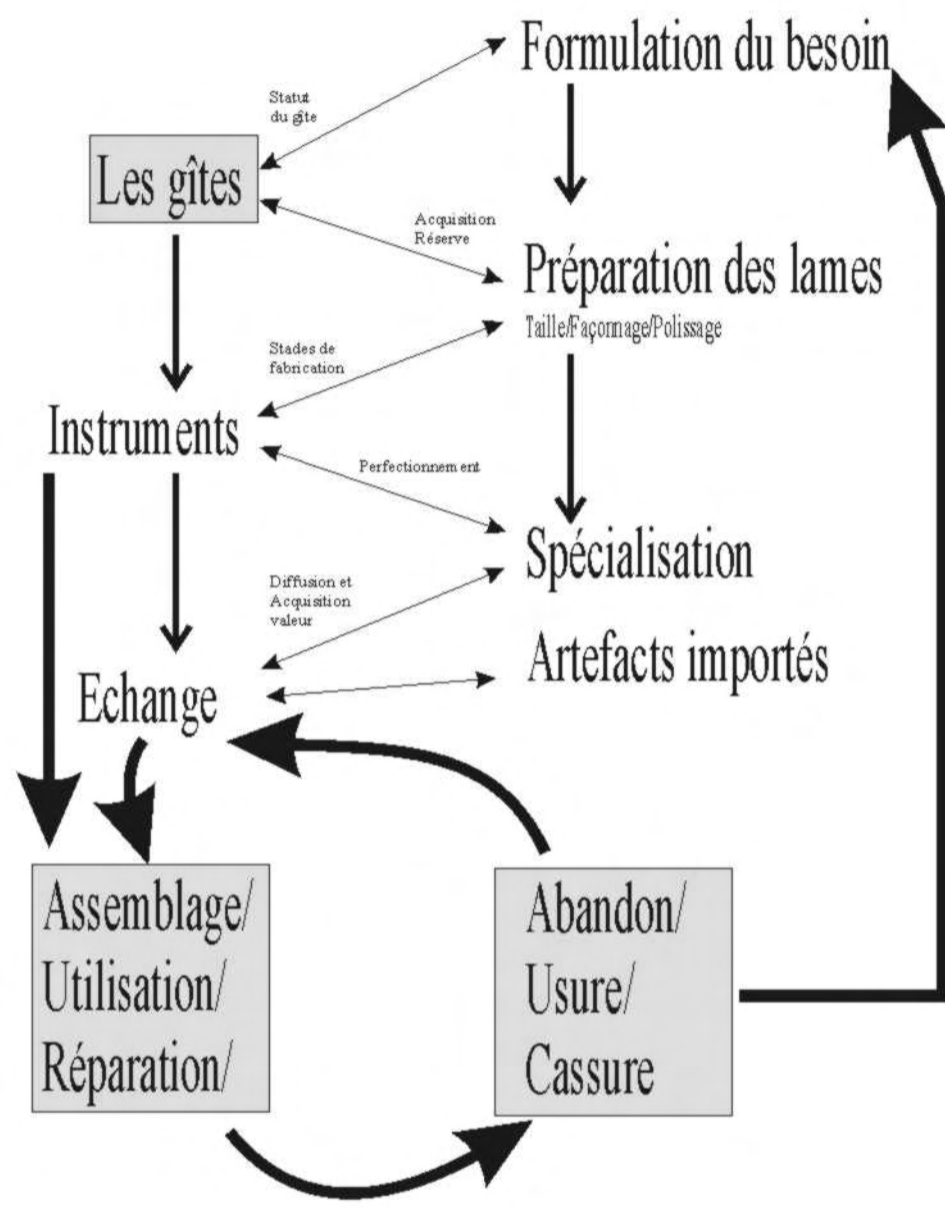 Formulation du besoin
Statut
du gîte
Les gîtes
Acquisition
Réserve
Préparation des lames
Taille/Façonnage/Polissage
Stades de
fabrication
Instruments
Perfectionnement
Spécialisation
Diffusion et
Acquisition
valeur
Artefacts importés
Echange
Assemblage/
Utilisation/
Réparation/
Abandon/
Usure/
Cassure